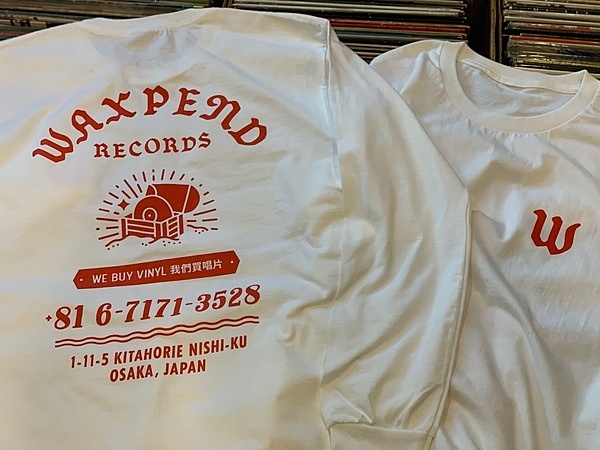 WAXPEND
RECORDS
WE BUY VINYL 我們買唱片
+81 6-7171-3528
1-11-5 KITAHORIE NISHI-KU
OSAKA, JAPAN
W